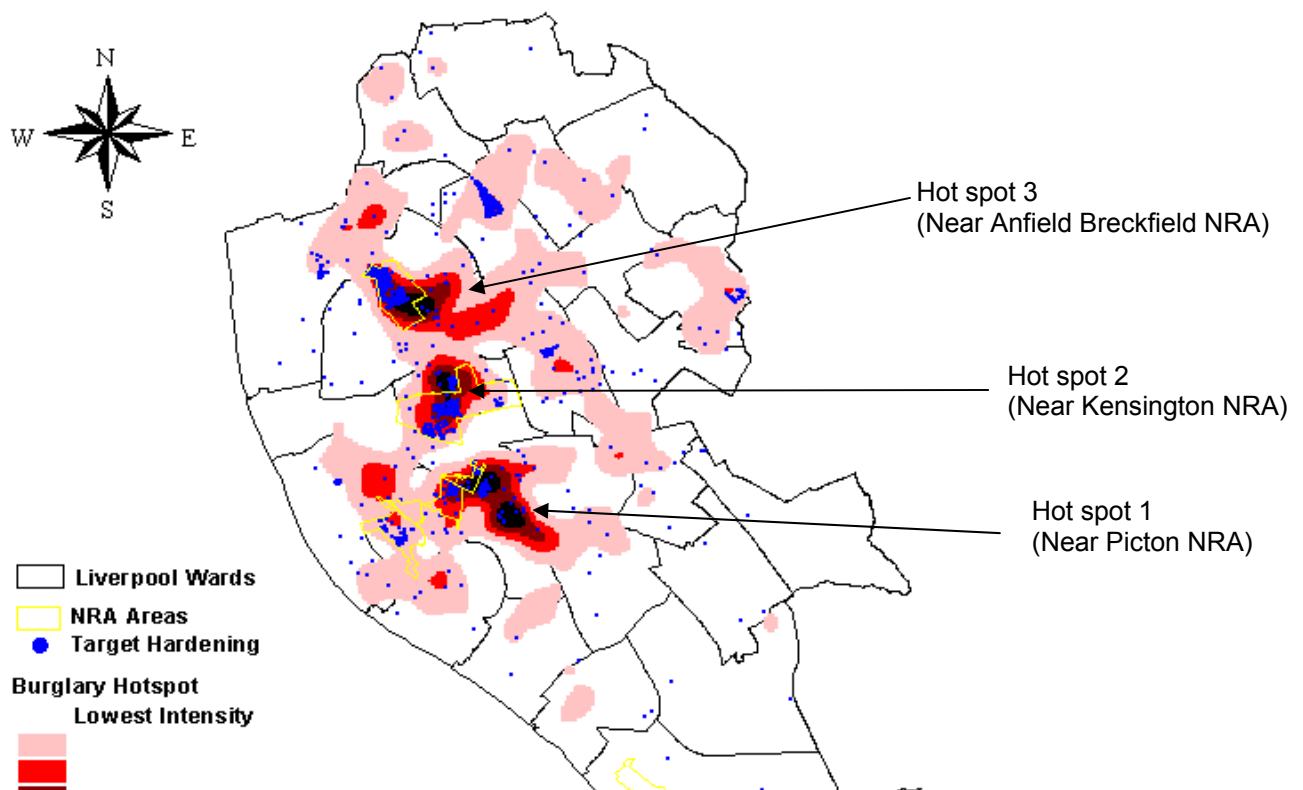 N
W E
S
Hot spot 3
(Near Anfield Breckfield NRA)
Hot spot 2
(Near Kensington NRA)
Hot spot 1
(Near Picton NRA)
Liverpool Wards
NRA Areas
Target Hardening
Burglary Hotspot
Lowest Intensity